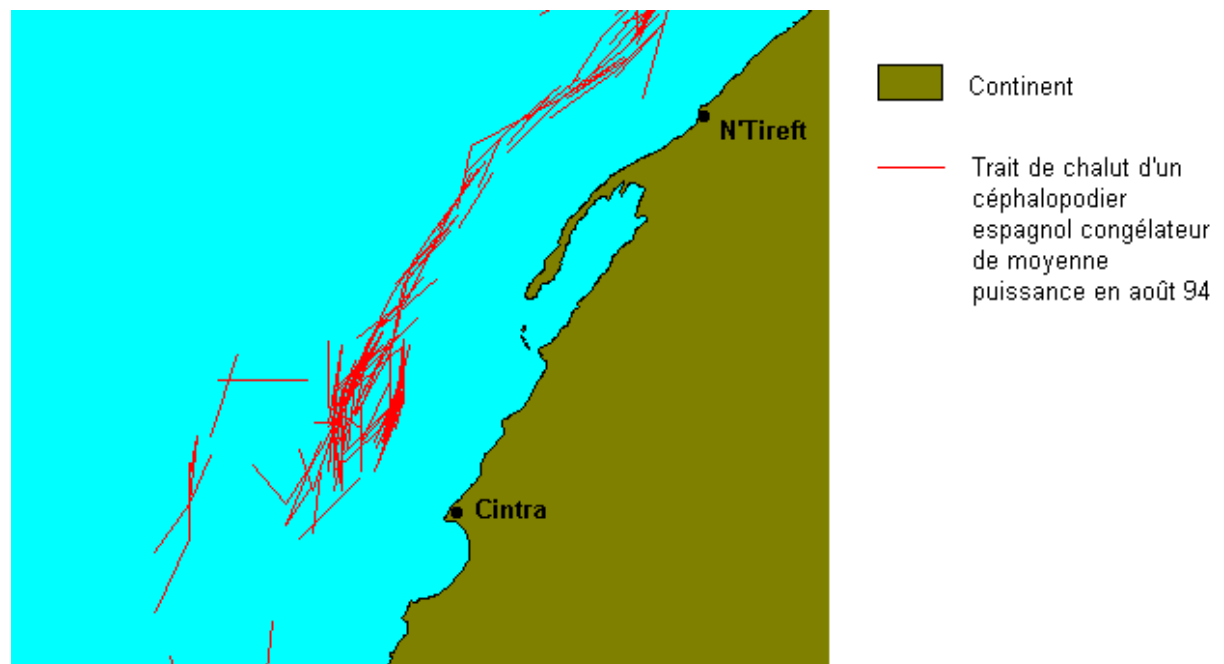 N'Tireft
Cintra
Continent
Trait de chalut d'un
céphalopodier
espagnol congélateur
de moyenne
puissance en août 94